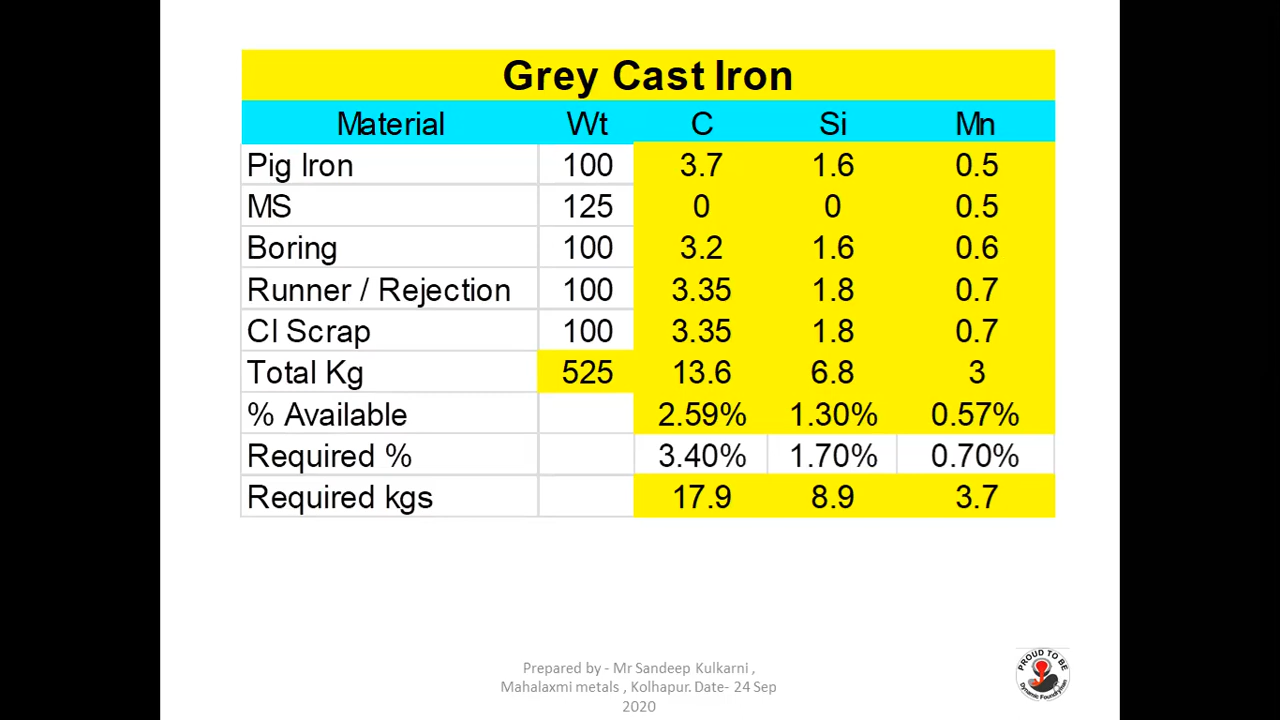 Grey Cast Iron
Material Wt C Si Mn
Pig Iron 100 3.7 1.6 0.5
MS 125 0 0 0.5
Boring 100 3.2 1.6 0.6
Runner / Rejection 100 3.35 1.8 0.7
CI Scrap 100 3.35 1.8 0.7
Total Kg 525 13.6 6.8 3
% Available 2.59% 1.30% 0.57%
Required % 3.40% 1.70% 0.70%
Required kgs 17.9 8.9 3.7
Prepared by - Mr Sandeep Kulkarni ,
Mahalaxmi metals , Kolhapur. Date- 24 Sep
2020
PROUD TO BE
Dynamic Foundrymen